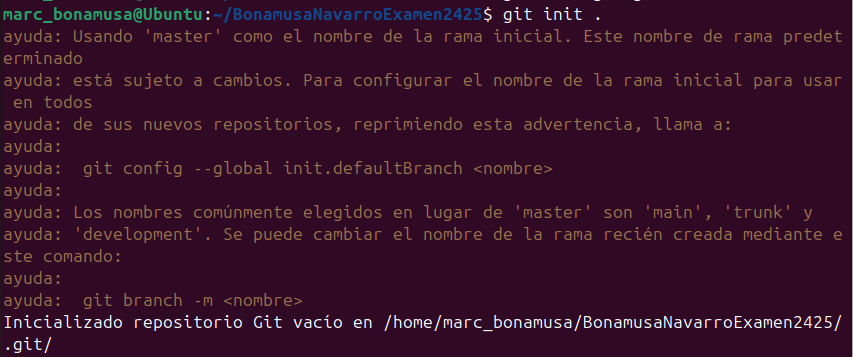 marc_bonamusa@Ubuntu:~/BonamusaNavarroExamen2425$ git init .
ayuda: Usando 'master' como el nombre de la rama inicial. Este nombre de rama predet
erminado
ayuda: está sujeto a cambios. Para configurar el nombre de la rama inicial para usar
 en todos
ayuda: de sus nuevos repositorios, reprimiendo esta advertencia, llama a:
ayuda:
ayuda:  git config --global init.defaultBranch <nombre>
ayuda:
ayuda: Los nombres comúnmente elegidos en lugar de 'master' son 'main', 'trunk' y
ayuda: 'development'. Se puede cambiar el nombre de la rama recién creada mediante e
ste comando:
ayuda:
ayuda:  git branch -m <nombre>
Inicializado repositorio Git vacío en /home/marc_bonamusa/BonamusaNavarroExamen2425/
.git/